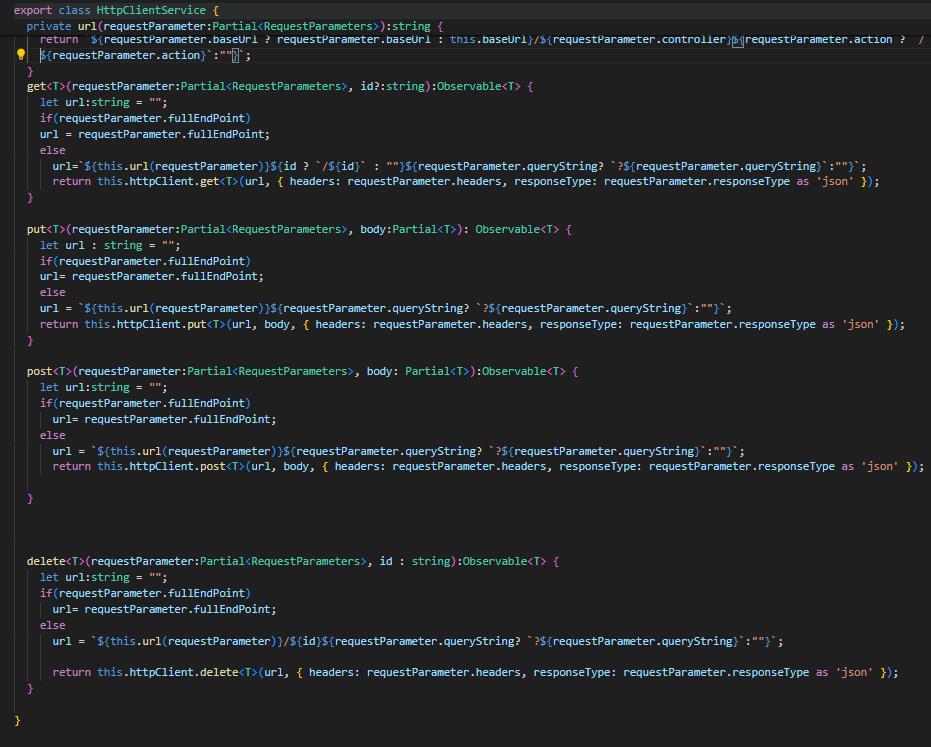 export class HttpClientService {
  private url(requestParameter:Partial<RequestParameters>):string {
    return `${requestParameter.baseUrl ? requestParameter.baseUrl : this.baseUrl}/${requestParameter.controller}${requestParameter.action ? `/
    ${requestParameter.action}`:""}`;
  }
  get<T>(requestParameter:Partial<RequestParameters>, id?:string):Observable<T> {
    let url:string = "";
    if(requestParameter.fullEndPoint)
    url = requestParameter.fullEndPoint;
    else
      url=`${this.url(requestParameter)}${id ? `/${id}` : ""}${requestParameter.queryString? `?${requestParameter.queryString}`:""}`;
      return this.httpClient.get<T>(url, { headers: requestParameter.headers, responseType: requestParameter.responseType as 'json' });
  }
  put<T>(requestParameter:Partial<RequestParameters>, body:Partial<T>): Observable<T> {
    let url : string = "";
    if(requestParameter.fullEndPoint)
    url= requestParameter.fullEndPoint;
    else
    url = `${this.url(requestParameter)}${requestParameter.queryString? `?${requestParameter.queryString}`:""}`;
    return this.httpClient.put<T>(url, body, { headers: requestParameter.headers, responseType: requestParameter.responseType as 'json' });
  }
  post<T>(requestParameter:Partial<RequestParameters>, body: Partial<T>):Observable<T> {
    let url:string = "";
    if(requestParameter.fullEndPoint)
      url= requestParameter.fullEndPoint;
    else
      url = `${this.url(requestParameter)}${requestParameter.queryString? `?${requestParameter.queryString}`:""}`;
      return this.httpClient.post<T>(url, body, { headers: requestParameter.headers, responseType: requestParameter.responseType as 'json' });
  }
  delete<T>(requestParameter:Partial<RequestParameters>, id : string):Observable<T> {
    let url:string = "";
    if(requestParameter.fullEndPoint)
      url= requestParameter.fullEndPoint;
    else
      url = `${this.url(requestParameter)}/${id}${requestParameter.queryString? `?${requestParameter.queryString}`:""}`;
      return this.httpClient.delete<T>(url, { headers: requestParameter.headers, responseType: requestParameter.responseType as 'json' });
  }
}